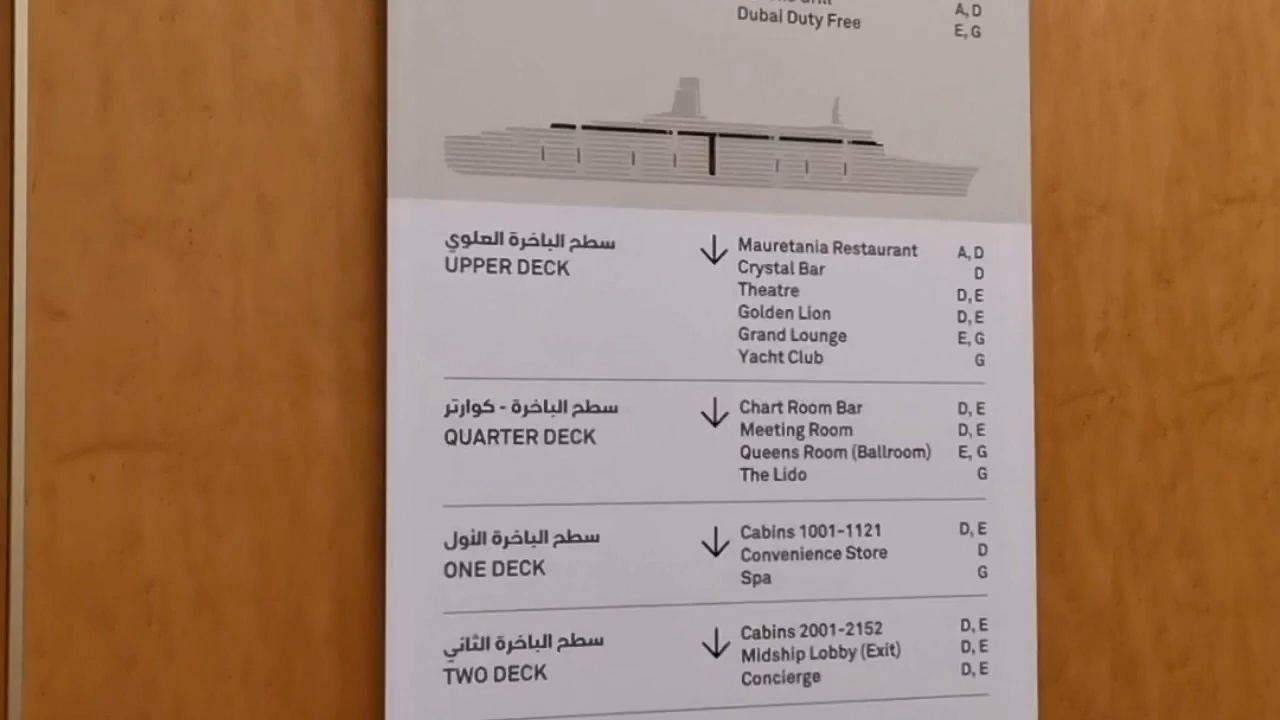 A, D
Dubai Duty Free E, G
سطح الباخرة العلوي
UPPER DECK
↓ Mauretania Restaurant A, D
Crystal Bar D
Theatre D, E
Golden Lion D, E
Grand Lounge E, G
Yacht Club G
سطح الباخرة - كوارتر
QUARTER DECK
↓ Chart Room Bar D, E
Meeting Room D, E
Queens Room (Ballroom) E, G
The Lido G
سطح الباخرة الأول
ONE DECK
↓ Cabins 1001-1121 D, E
Convenience Store D
Spa G
سطح الباخرة الثاني
TWO DECK
↓ Cabins 2001-2152 D, E
Midship Lobby (Exit) D, E
Concierge D, E